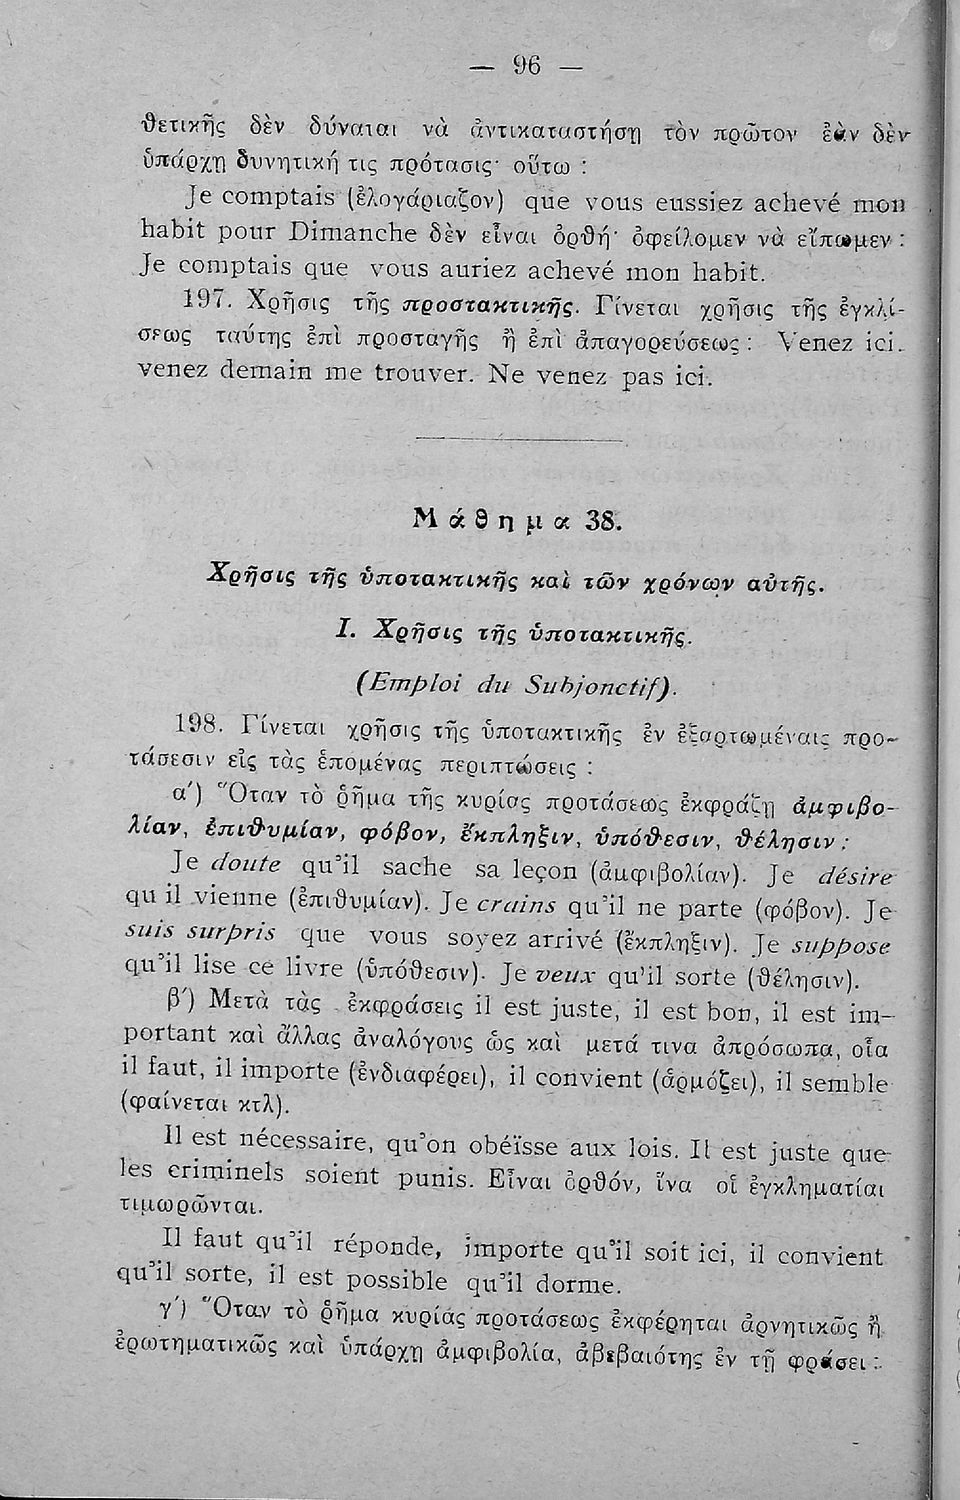 — 96 —
θετικῆς δὲν δύναται νὰ ἀντικαταστήσῃ τὸν πρῶτον ἐὰν δὲν
ὑπάρχῃ δυνητική τις πρότασις· οὕτω :
Je comptais (ἐλογάριαζον) que vous eussiez achevé mon
habit pour Dimanche δὲν εἶναι ὀρθή· ὀφείλομεν νὰ εἴπωμεν :
Je comptais que vous auriez achevé mon habit.
197. Χρῆσις τῆς προστακτικῆς. Γίνεται χρῆσις τῆς ἐγκλί-
σεως ταύτης ἐπὶ προσταγῆς ἢ ἐπὶ ἀπαγορεύσεως : Venez ici.
venez demain me trouver. Ne venez pas ici.
Μάθημα 38.
Χρῆσις τῆς ὑποτακτικῆς καὶ τῶν χρόνων αὐτῆς.
I. Χρῆσις τῆς ὑποτακτικῆς.
(Emploi du Subjonctif).
198. Γίνεται χρῆσις τῆς ὑποτακτικῆς ἐν ἐξαρτωμέναις προ-
τάσεσιν εἰς τὰς ἑπομένας περιπτώσεις :
α′) Ὅταν τὸ ῥῆμα τῆς κυρίας προτάσεως ἐκφράζῃ ἀμφιβο-
λίαν, ἐπιθυμίαν, φόβον, ἔκπληξιν, ὑπόθεσιν, θέλησιν :
Je doute qu'il sache sa leçon (ἀμφιβολίαν). Je désire
qu il vienne (ἐπιθυμίαν). Je crains qu'il ne parte (φόβον). Je
suis surpris que vous soyez arrivé (ἔκπληξιν). Je suppose
qu'il lise ce livre (ὑπόθεσιν). Je veux qu'il sorte (θέλησιν).
β′) Μετὰ τὰς ἐκφράσεις il est juste, il est bon, il est im-
portant καὶ ἄλλας ἀναλόγους ὡς καὶ μετά τινα ἀπρόσωπα, οἷα
il faut, il importe (ἐνδιαφέρει), il convient (ἁρμόζει), il semble
(φαίνεται κτλ).
Il est nécessaire, qu'on obéïsse aux lois. Il est juste que
les criminels soient punis. Εἶναι ὀρθόν, ἵνα οἱ ἐγκληματίαι
τιμωρῶνται.
Il faut qu'il réponde, importe qu'il soit ici, il convient
qu'il sorte, il est possible qu'il dorme.
γ′) Ὅταν τὸ ῥῆμα κυρίας προτάσεως ἐκφέρηται ἀρνητικῶς ἢ
ἐρωτηματικῶς καὶ ὑπάρχῃ ἀμφιβολία, ἀβεβαιότης ἐν τῇ φράσει :